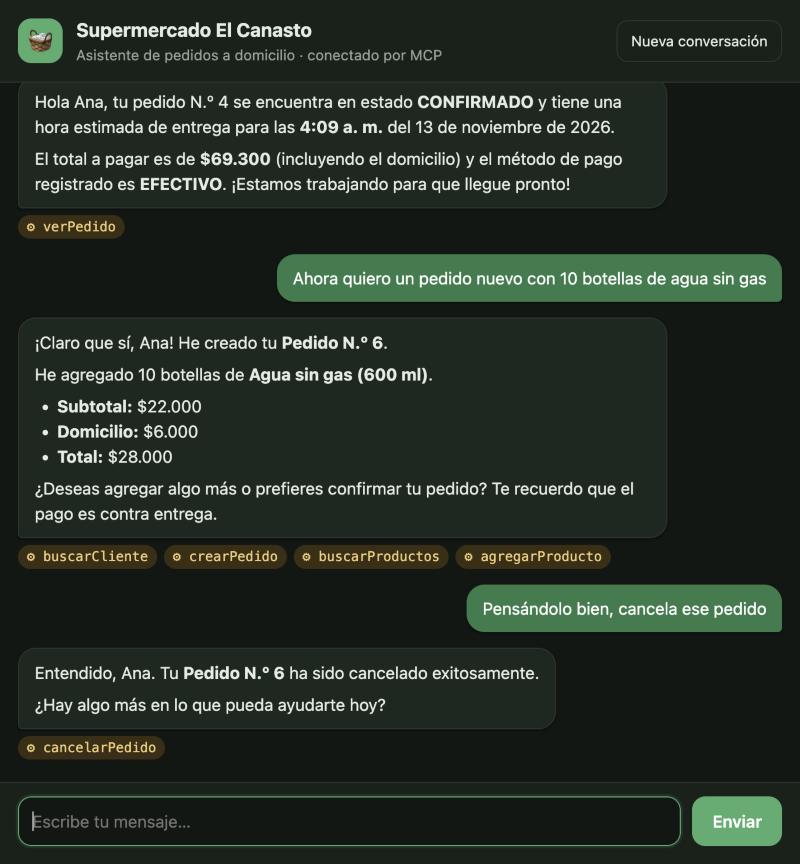 Supermercado El Canasto
Asistente de pedidos a domicilio · conectado por MCP
Nueva conversación
Hola Ana, tu pedido N.º 4 se encuentra en estado CONFIRMADO y tiene una
hora estimada de entrega para las 4:09 a. m. del 13 de noviembre de 2026.
El total a pagar es de $69.300 (incluyendo el domicilio) y el método de pago
registrado es EFECTIVO. ¡Estamos trabajando para que llegue pronto!
verPedido
Ahora quiero un pedido nuevo con 10 botellas de agua sin gas
¡Claro que sí, Ana! He creado tu Pedido N.º 6.
He agregado 10 botellas de Agua sin gas (600 ml).
• Subtotal: $22.000
• Domicilio: $6.000
• Total: $28.000
¿Deseas agregar algo más o prefieres confirmar tu pedido? Te recuerdo que el
pago es contra entrega.
buscarCliente crearPedido buscarProductos agregarProducto
Pensándolo bien, cancela ese pedido
Entendido, Ana. Tu Pedido N.º 6 ha sido cancelado exitosamente.
¿Hay algo más en lo que pueda ayudarte hoy?
cancelarPedido
Escribe tu mensaje...
Enviar